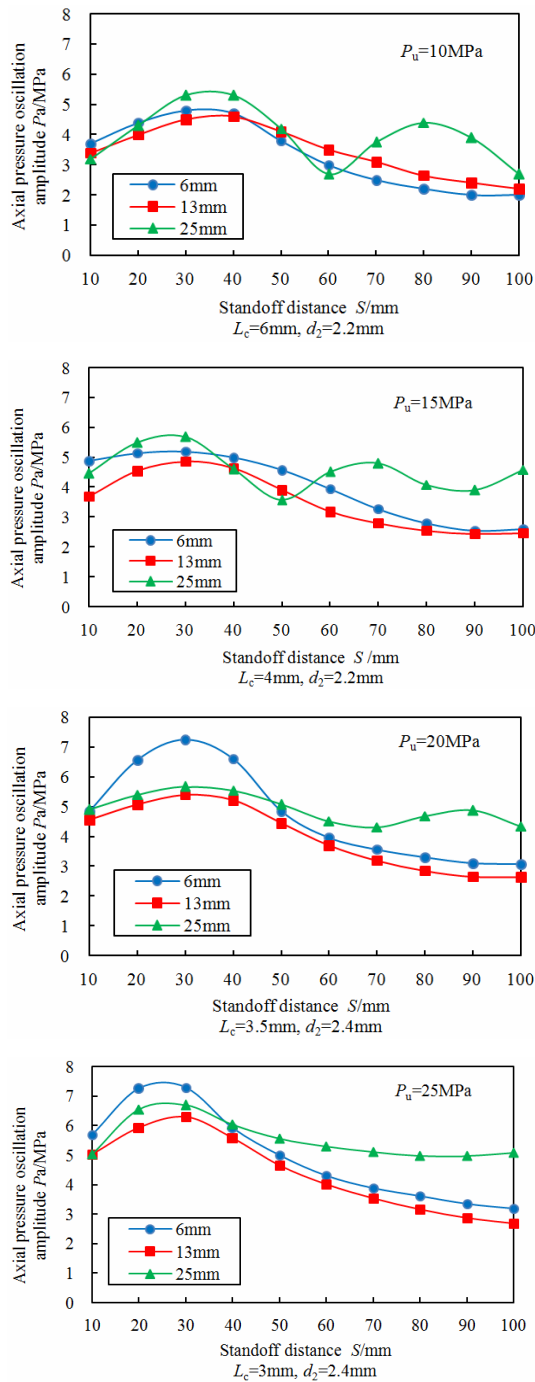 Axial pressure oscillation
amplitude Pa/MPa
8
7
6
5
4
3
2
1
0
Pu=10MPa
6mm
13mm
25mm
10 20 30 40 50 60 70 80 90 100
Standoff distance S/mm
Lc=6mm, d2=2.2mm
Axial pressure oscillation
amplitude Pa/MPa
8
7
6
5
4
3
2
1
0
Pu=15MPa
6mm
13mm
25mm
10 20 30 40 50 60 70 80 90 100
Standoff distance S /mm
Lc=4mm, d2=2.2mm
Axial pressure oscillation
amplitude Pa/MPa
8
7
6
5
4
3
2
1
0
Pu=20MPa
6mm
13mm
25mm
10 20 30 40 50 60 70 80 90 100
Standoff distance S/mm
Lc=3.5mm, d2=2.4mm
Axial pressure oscillation
amplitude Pa/MPa
8
7
6
5
4
3
2
1
0
Pu=25MPa
6mm
13mm
25mm
10 20 30 40 50 60 70 80 90 100
Standoff distance S/mm
Lc=3mm, d2=2.4mm